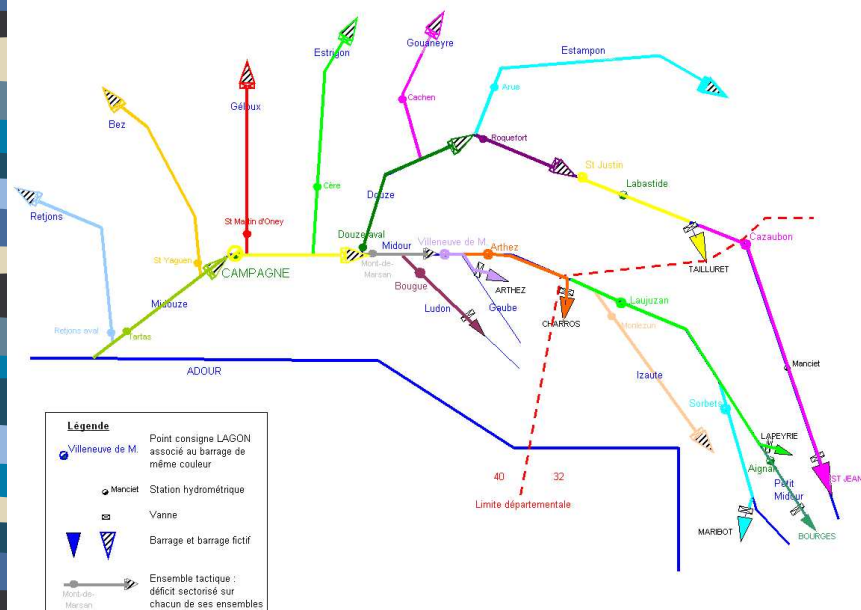 Estrigon
Gouaneyre
Estampon
Géloux
Bez
Cachen
Arue
Roquefort
St Justin
Labastide
Retjons
Cère
Douze
St Martin d'Oney
Douze aval
Midour
Villeneuve de M.
Arthez
Cazaubon
St Yaguen
CAMPAGNE
Mont-de-
Marsan
TAILLURET
Bougue
ARTHEZ
Midouze
Ludon
Gaube
CHARROS
Laujuzan
Retjons aval
Tartas
Monlezun
ADOUR
Izaute
Manciet
Sorbets
LAPEYRIE
Aignan
Petit
Midour
ST JEAN
40
32
Limite départementale
MARIBOT
BOURGES
Légende
Villeneuve de M.
Point consigne LAGON
associé au barrage de
même couleur
Manciet
Station hydrométrique
Vanne
Barrage et barrage fictif
Mont-de-
Marsan
Ensemble tactique :
déficit sectorisé sur
chacun de ses ensembles